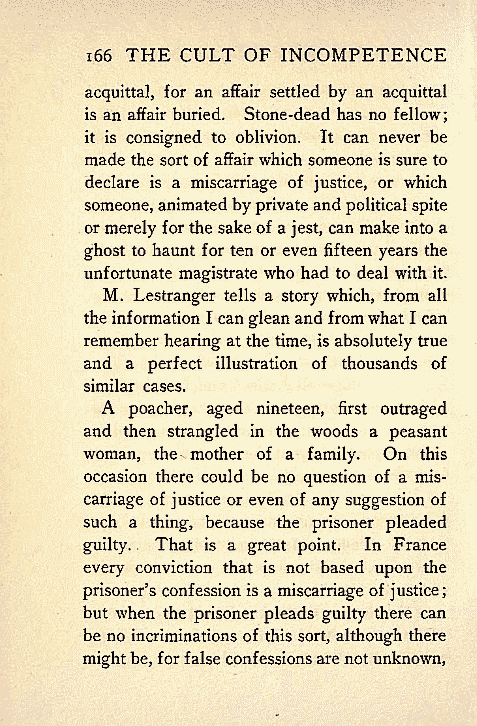 166 THE CULT OF INCOMPETENCE
acquittal, for an affair settled by an acquittal
is an affair buried. Stone-dead has no fellow;
it is consigned to oblivion. It can never be
made the sort of affair which someone is sure to
declare is a miscarriage of justice, or which
someone, animated by private and political spite
or merely for the sake of a jest, can make into a
ghost to haunt for ten or even fifteen years the
unfortunate magistrate who had to deal with it.
M. Lestranger tells a story which, from all
the information I can glean and from what I can
remember hearing at the time, is absolutely true
and a perfect illustration of thousands of
similar cases.
A poacher, aged nineteen, first outraged
and then strangled in the woods a peasant
woman, the mother of a family. On this
occasion there could be no question of a mis-
carriage of justice or even of any suggestion of
such a thing, because the prisoner pleaded
guilty. That is a great point. In France
every conviction that is not based upon the
prisoner's confession is a miscarriage of justice;
but when the prisoner pleads guilty there can
be no incriminations of this sort, although there
might be, for false confessions are not unknown,